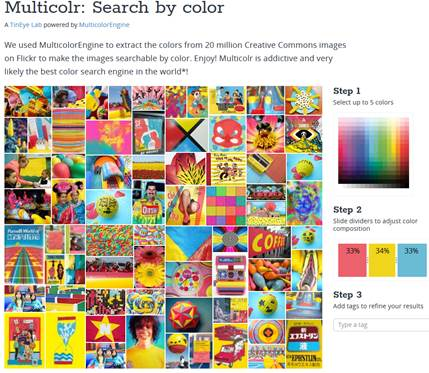 Multicolr: Search by color
A TinEye Lab powered by MulticolorEngine
We used MulticolorEngine to extract the colors from 20 million Creative Commons images
on Flickr to make the images searchable by color. Enjoy! Multicolr is addictive and very
likely the best color search engine in the world*!
Step 1
Select up to 5 colors
Step 2
Slide dividers to adjust color
composition
33% 34% 33%
Step 3
Add tags to refine your results
Type a tag
COFF